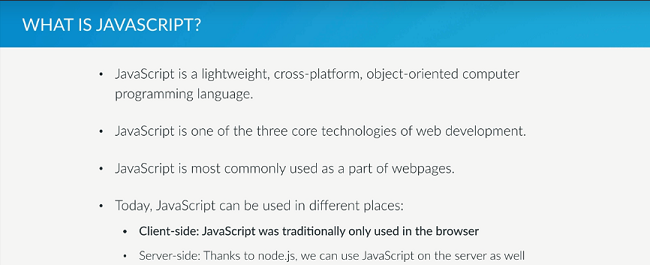 WHAT IS JAVASCRIPT?
• JavaScript is a lightweight, cross-platform, object-oriented computer
programming language.
• JavaScript is one of the three core technologies of web development.
• JavaScript is most commonly used as a part of webpages.
• Today, JavaScript can be used in different places:
• Client-side: JavaScript was traditionally only used in the browser
• Server-side: Thanks to node.js, we can use JavaScript on the server as well